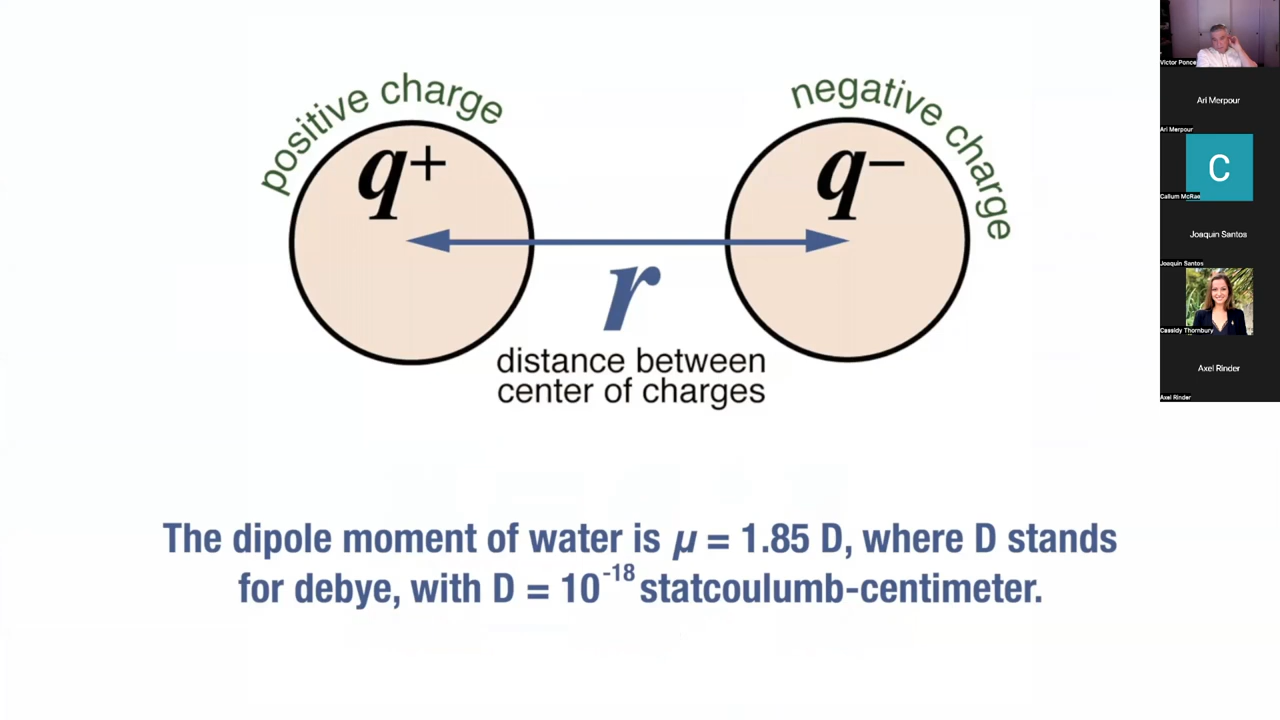 positive charge
q+
negative charge
q−
r
distance between
center of charges
The dipole moment of water is μ = 1.85 D, where D stands
for debye, with D = 10⁻¹⁸ statcoulumb-centimeter.
Victor Ponce
Ari Merpour
Ari Merpour
C
Callum McRae
Joaquin Santos
Joaquin Santos
Cassidy Thornbury
Axel Rinder
Axel Rinder